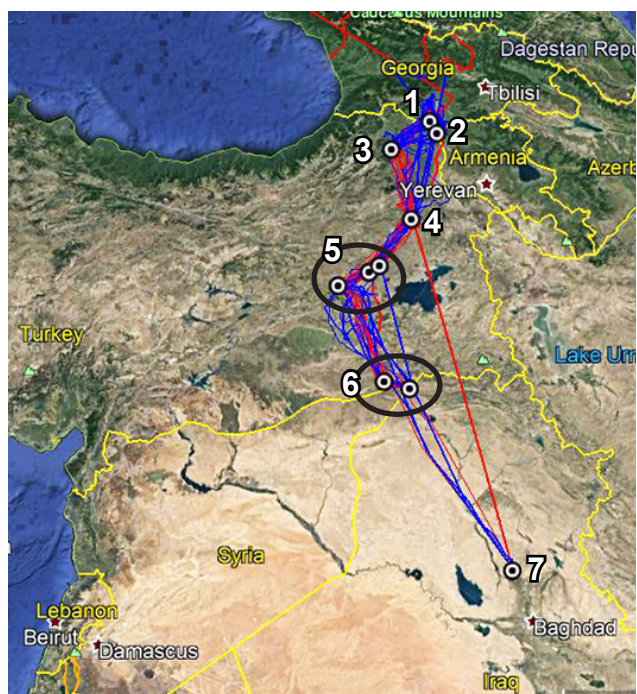 Caucasus Mountains
Dagestan Repu
Georgia
Tbilisi
1
2
3
Armenia
Azerb
Yerevan
4
5
Turkey
Lake Urn
6
Syria
7
Lebanon
Beirut
Damascus
Baghdad
Iraq